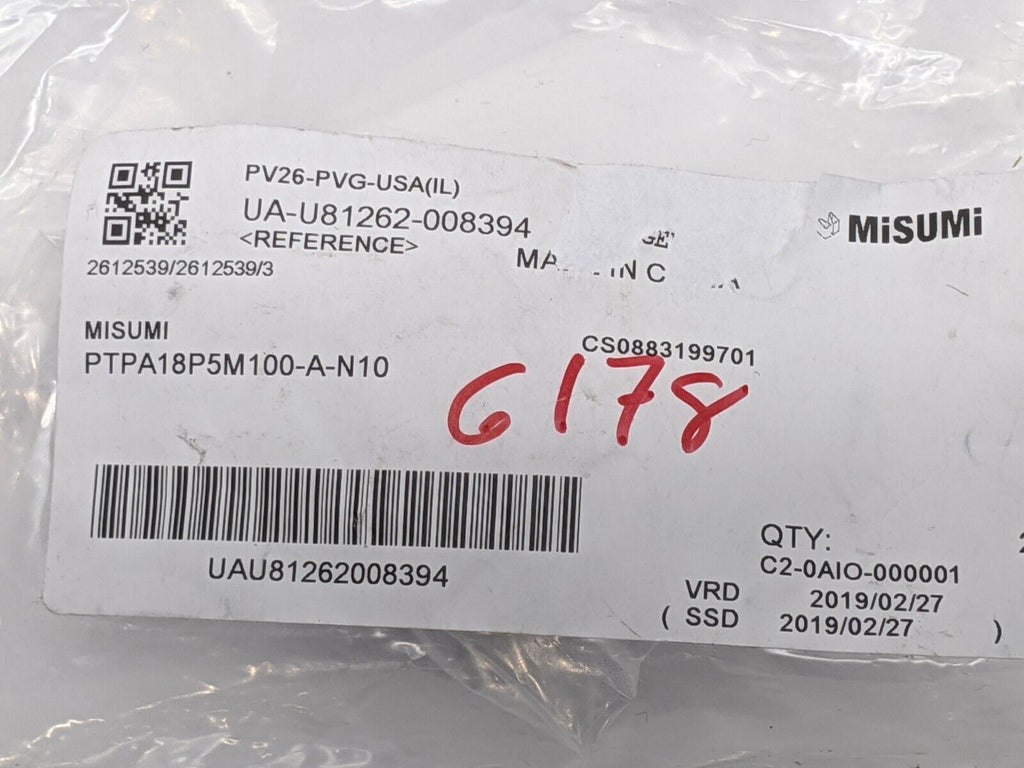 PV26-PVG-USA(IL)
UA-U81262-008394
<REFERENCE>
2612539/2612539/3
MiSUMi
MISUMI
PTPA18P5M100-A-N10
CS0883199701
6178
UAU81262008394
QTY:
C2-0AIO-000001
VRD 2019/02/27
( SSD 2019/02/27 )